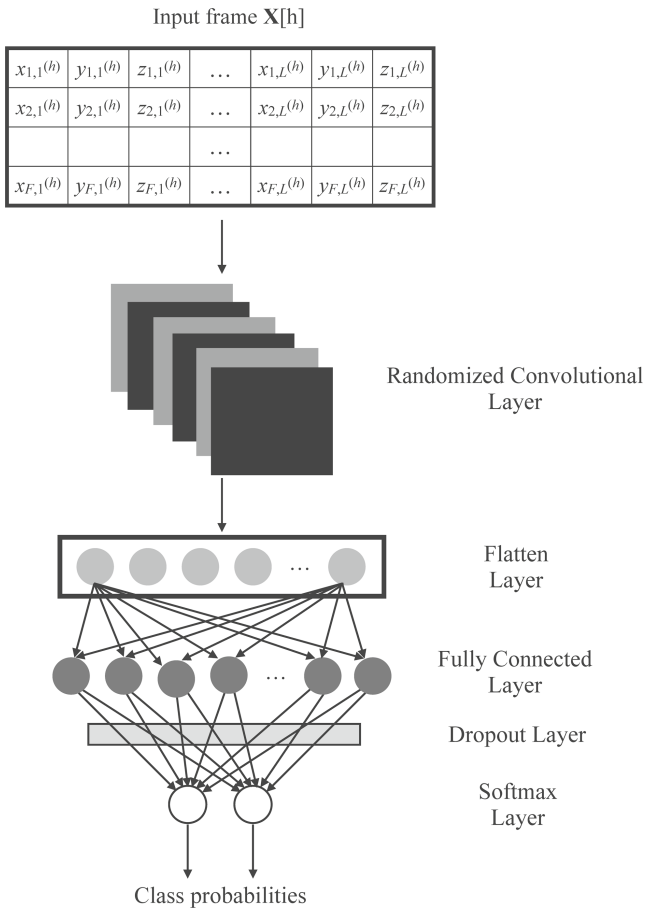 Input frame X[h]
x1,1(h) y1,1(h) z1,1(h) … x1,L(h) y1,L(h) z1,L(h)
x2,1(h) y2,1(h) z2,1(h) … x2,L(h) y2,L(h) z2,L(h)
…
xF,1(h) yF,1(h) zF,1(h) … xF,L(h) yF,L(h) zF,L(h)
Randomized Convolutional
Layer
…
Flatten
Layer
…
Fully Connected
Layer
Dropout Layer
Softmax
Layer
Class probabilities